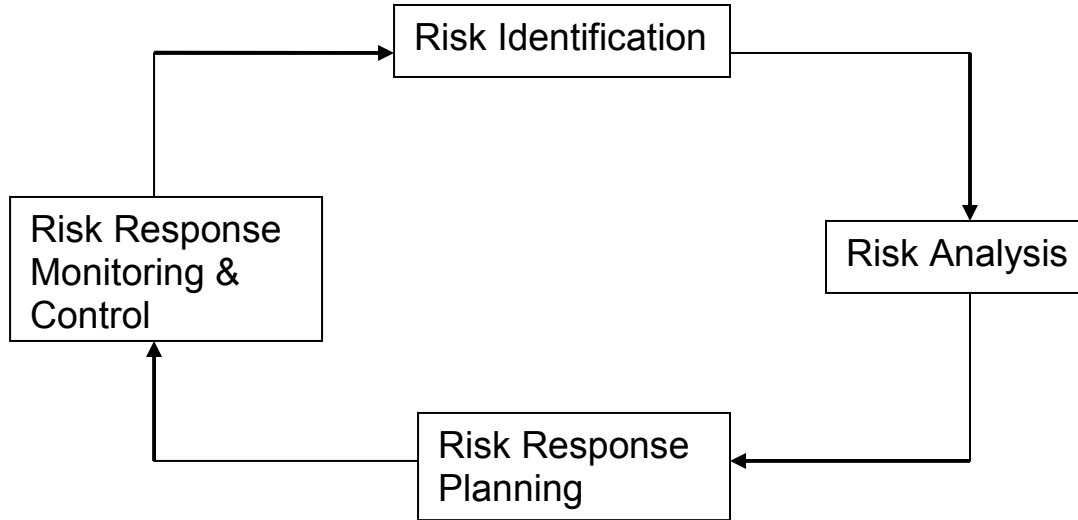 Risk Identification
Risk Response
Monitoring &
Control
Risk Analysis
Risk Response
Planning